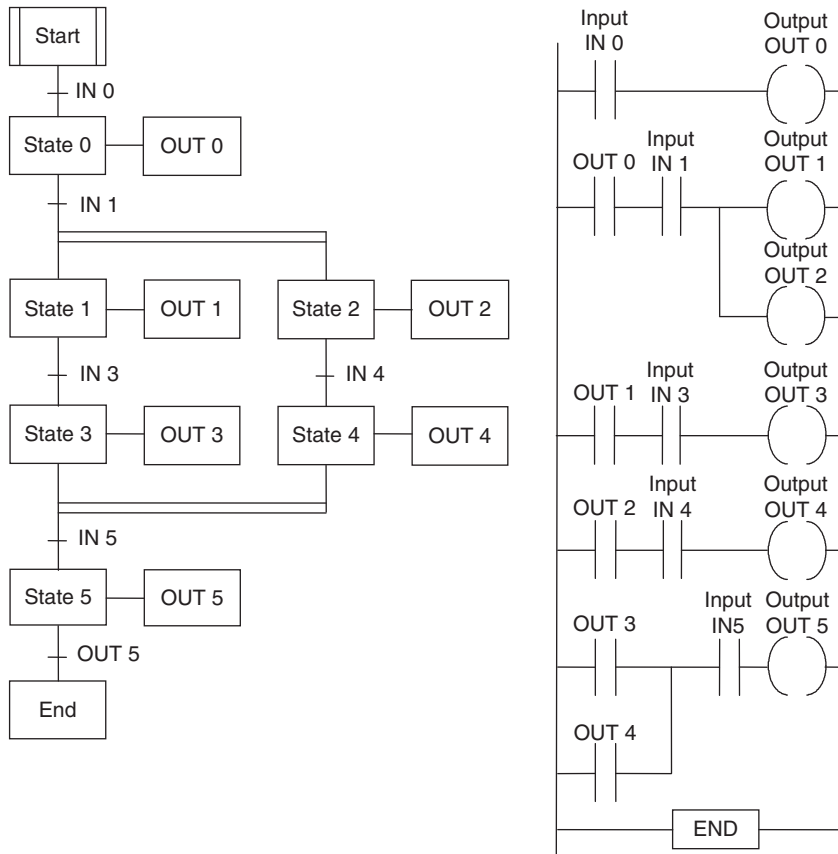 Start
IN 0
State 0
OUT 0
IN 1
State 1
OUT 1
State 2
OUT 2
IN 3
IN 4
State 3
OUT 3
State 4
OUT 4
IN 5
State 5
OUT 5
OUT 5
End
Input
IN 0
Output
OUT 0
OUT 0
Input
IN 1
Output
OUT 1
Output
OUT 2
OUT 1
Input
IN 3
Output
OUT 3
OUT 2
Input
IN 4
Output
OUT 4
OUT 3
Input
IN5
Output
OUT 5
OUT 4
END